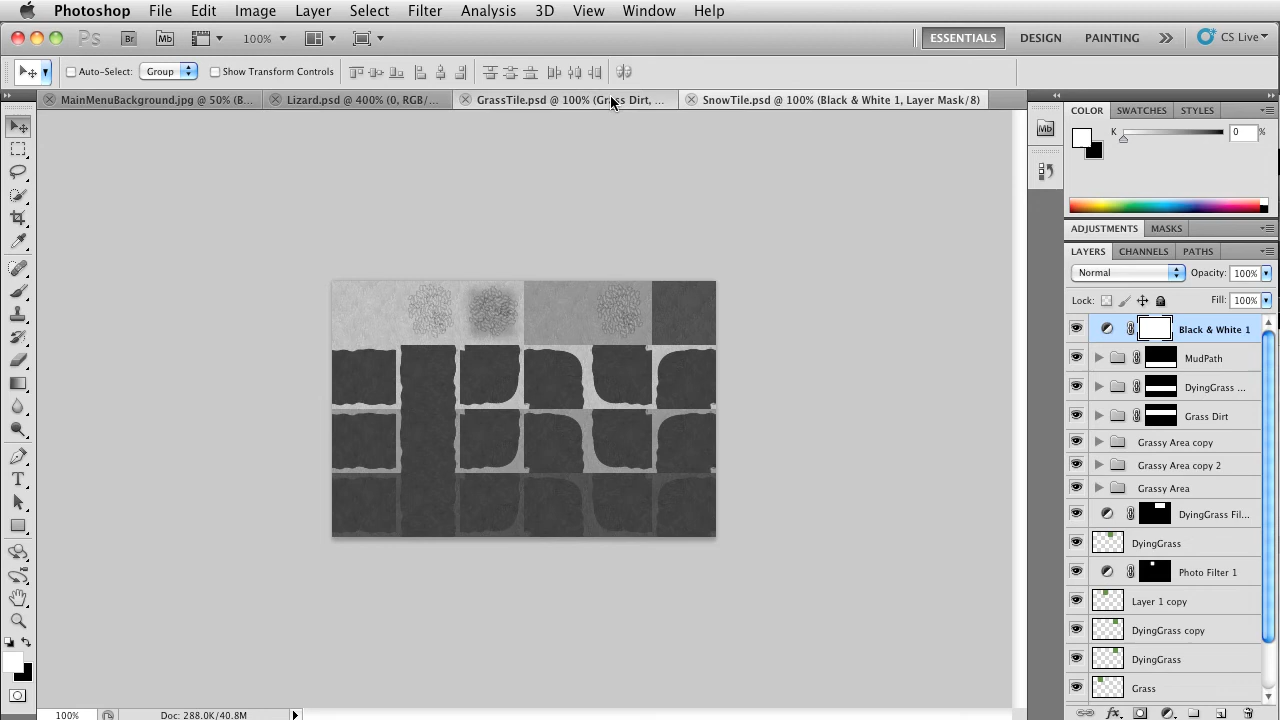 Photoshop File Edit Image Layer Select Filter Analysis 3D View Window Help
Ps Br Mb 100% ESSENTIALS DESIGN PAINTING CS Live
Auto-Select: Group Show Transform Controls
MainMenuBackground.jpg @ 50% (B... Lizard.psd @ 400% (0, RGB/... GrassTile.psd @ 100% (Grass Dirt, ... SnowTile.psd @ 100% (Black & White 1, Layer Mask/8)
COLOR SWATCHES STYLES
Mb
K 0 %
ADJUSTMENTS MASKS
LAYERS CHANNELS PATHS
Normal Opacity: 100%
Lock: Fill: 100%
Black & White 1
MudPath
DyingGrass ...
Grass Dirt
Grassy Area copy
Grassy Area copy 2
Grassy Area
DyingGrass Fil...
DyingGrass
Photo Filter 1
Layer 1 copy
DyingGrass copy
DyingGrass
Grass
T
fx
100% Doc: 288.0K/40.8M